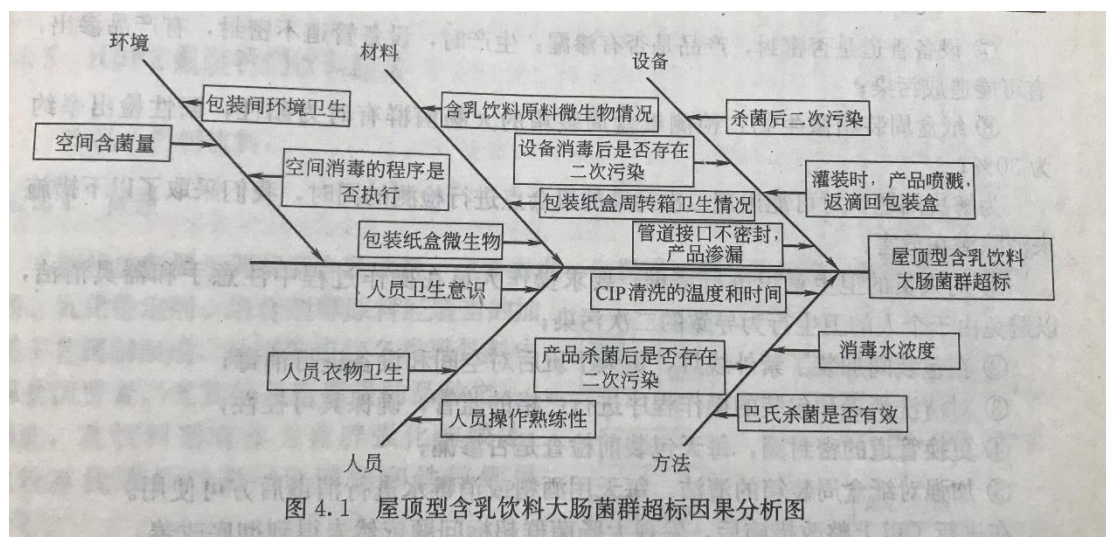 环境
材料
设备
包装间环境卫生
含乳饮料原料微生物情况
杀菌后二次污染
空间含菌量
设备消毒后是否存在
二次污染
空间消毒的程序是
否执行
灌装时，产品喷溅，
返滴回包装盒
包装纸盒周转箱卫生情况
包装纸盒微生物
管道接口不密封，
产品渗漏
屋顶型含乳饮料
大肠菌群超标
人员卫生意识
CIP清洗的温度和时间
消毒水浓度
产品杀菌后是否存在
二次污染
人员衣物卫生
人员操作熟练性
巴氏杀菌是否有效
人员
方法
图 4.1 屋顶型含乳饮料大肠菌群超标因果分析图